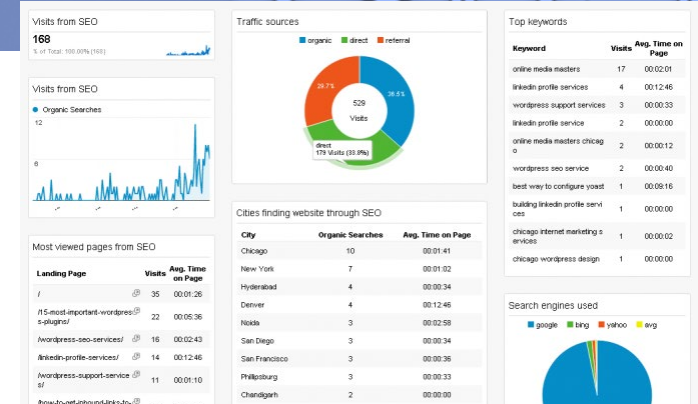 Visits from SEO
168
% of Total: 100.00% (168)
Visits from SEO
Organic Searches
12
6
Most viewed pages from SEO
Landing Page Visits Avg. Time
on Page
/ 35 00:01:26
/15-most-important-wordpres
s-plugins/ 22 00:05:36
/wordpress-seo-services/ 16 00:02:43
/linkedin-profile-services/ 14 00:12:46
/wordpress-support-service
s/ 11 00:01:10
/how-to-get-inbound-links-to-
Traffic sources
organic direct referral
29.7%
36.5%
529
Visits
direct
179 Visits (33.8%)
Cities finding website through SEO
City Organic Searches Avg. Time on Page
Chicago 10 00:01:41
New York 7 00:01:02
Hyderabad 4 00:00:34
Denver 4 00:12:46
Noida 3 00:02:58
San Diego 3 00:00:34
San Francisco 3 00:00:36
Phillipsburg 3 00:00:33
Chandigarh 2 00:00:00
Top keywords
Keyword Visits Avg. Time on
Page
online media masters 17 00:02:01
linkedin profile services 4 00:12:46
wordpress support services 3 00:00:33
linkedin profile service 2 00:00:00
online media masters chicag
o 2 00:00:12
wordpress seo service 2 00:00:40
best way to configure yoast 1 00:09:16
building linkedin profile servi
ces 1 00:00:00
chicago internet marketing s
ervices 1 00:00:02
chicago wordpress design 1 00:00:00
Search engines used
google bing yahoo avg